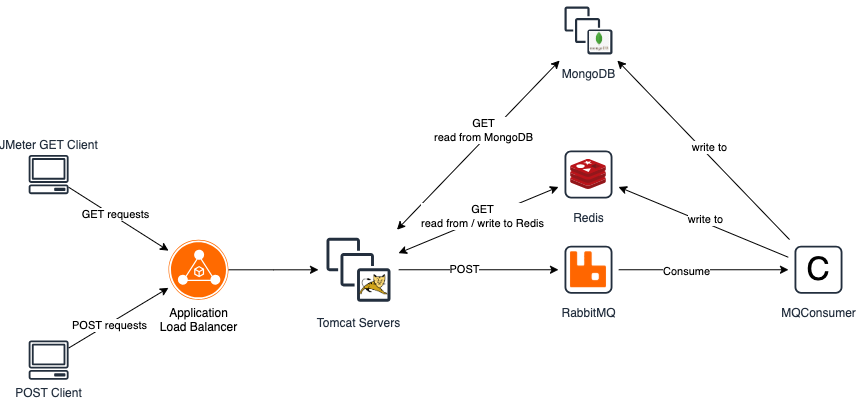 MongoDB
GET
read from MongoDB
JMeter GET Client
write to
GET requests
GET
read from / write to Redis
Redis
write to
POST
Consume
C
Application
Load Balancer
Tomcat Servers
RabbitMQ
MQConsumer
POST requests
POST Client